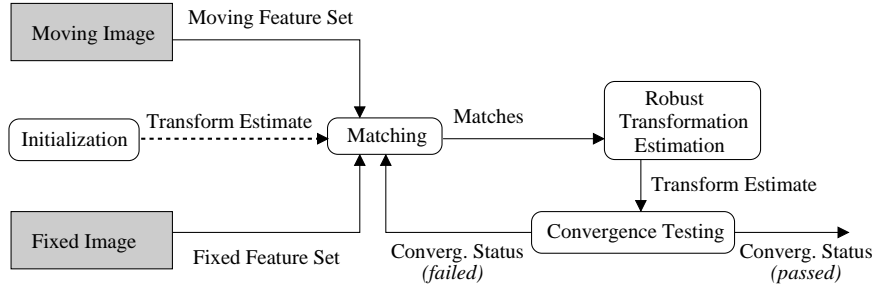 Moving Image
Moving Feature Set
Initialization
Transform Estimate
Matching
Matches
Robust
Transformation
Estimation
Transform Estimate
Fixed Image
Fixed Feature Set
Converg. Status
(failed)
Convergence Testing
Converg. Status
(passed)